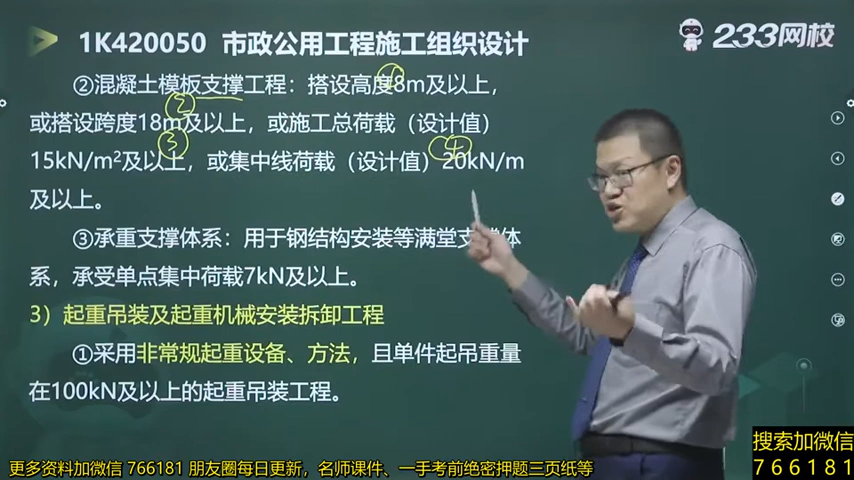 1K420050 市政公用工程施工组织设计
233网校
②混凝土模板支撑工程：搭设高度8m及以上，
或搭设跨度18m及以上，或施工总荷载（设计值）
15kN/m²及以上，或集中线荷载（设计值）20kN/m
及以上。
③承重支撑体系：用于钢结构安装等满堂支撑体
系，承受单点集中荷载7kN及以上。
3）起重吊装及起重机械安装拆卸工程
①采用非常规起重设备、方法，且单件起吊重量
在100kN及以上的起重吊装工程。
②
③
④
搜索加微信
766181
更多资料加微信 766181 朋友圈每日更新，名师课件、一手考前绝密押题三页纸等